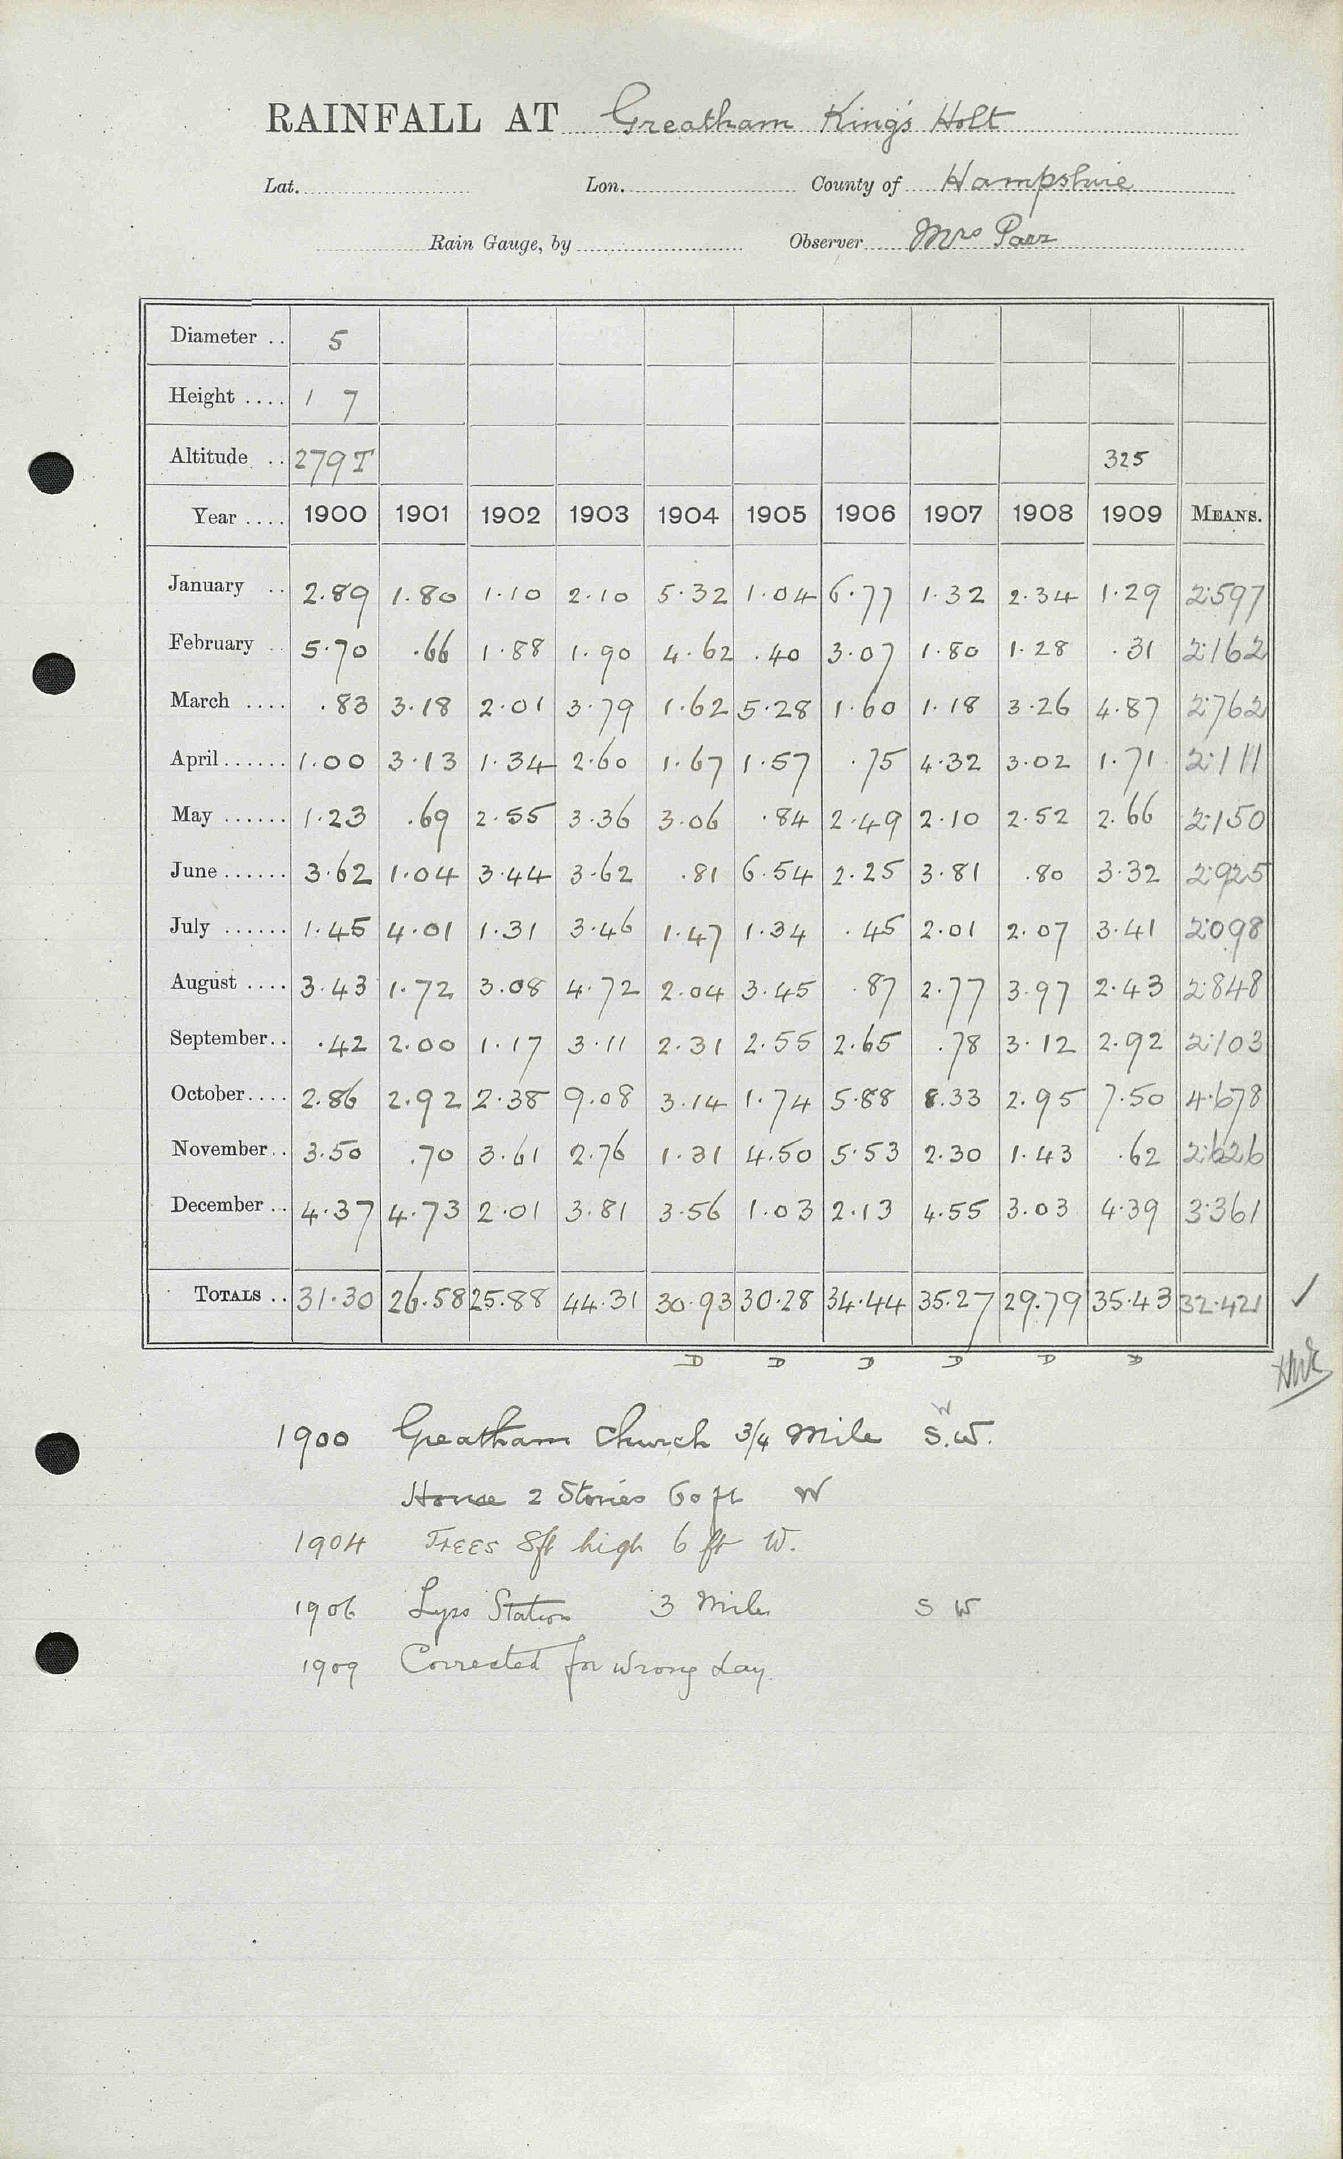 RAINFALL AT Greatham King's Holt
Lat. Lon. County of Hampshire
Rain Gauge, by Observer Mrs Parr
Diameter .. 5
Height .... 1 7
Altitude .. 279T 325
Year .... 1900 1901 1902 1903 1904 1905 1906 1907 1908 1909 MEANS.
January .. 2.89 1.80 1.10 2.10 5.32 1.04 6.77 1.32 2.34 1.29 2.597
February .. 5.70 .66 1.88 1.90 4.62 .40 3.07 1.80 1.28 .31 2.162
March .... .83 3.18 2.01 3.79 1.62 5.28 1.60 1.18 3.26 4.87 2.762
April...... 1.00 3.13 1.34 2.60 1.67 1.57 .75 4.32 3.02 1.71 2.111
May ...... 1.23 .69 2.55 3.36 3.06 .84 2.49 2.10 2.52 2.66 2.150
June...... 3.62 1.04 3.44 3.62 .81 6.54 2.25 3.81 .80 3.32 2.925
July ...... 1.45 4.01 1.31 3.46 1.47 1.34 .45 2.01 2.07 3.41 2.098
August .... 3.43 1.72 3.08 4.72 2.04 3.45 .87 2.77 3.97 2.43 2.848
September.. .42 2.00 1.17 3.11 2.31 2.55 2.65 .78 3.12 2.92 2.103
October.... 2.86 2.92 2.38 9.08 3.14 1.74 5.88 8.33 2.95 7.50 4.678
November.. 3.50 .70 3.61 2.76 1.31 4.50 5.53 2.30 1.43 .62 2.626
December .. 4.37 4.73 2.01 3.81 3.56 1.03 2.13 4.55 3.03 4.39 3.361
TOTALS .. 31.30 26.58 25.88 44.31 30.93 30.28 34.44 35.27 29.79 35.43 32.421 ✓
D D D D D D
1900 Greatham Church 3/4 Mile S.W. W
House 2 Stories 60 ft W
1904 Trees 8ft high 6 ft W.
1906 Lyss Station 3 Miles S W
1909 Corrected for wrong day.